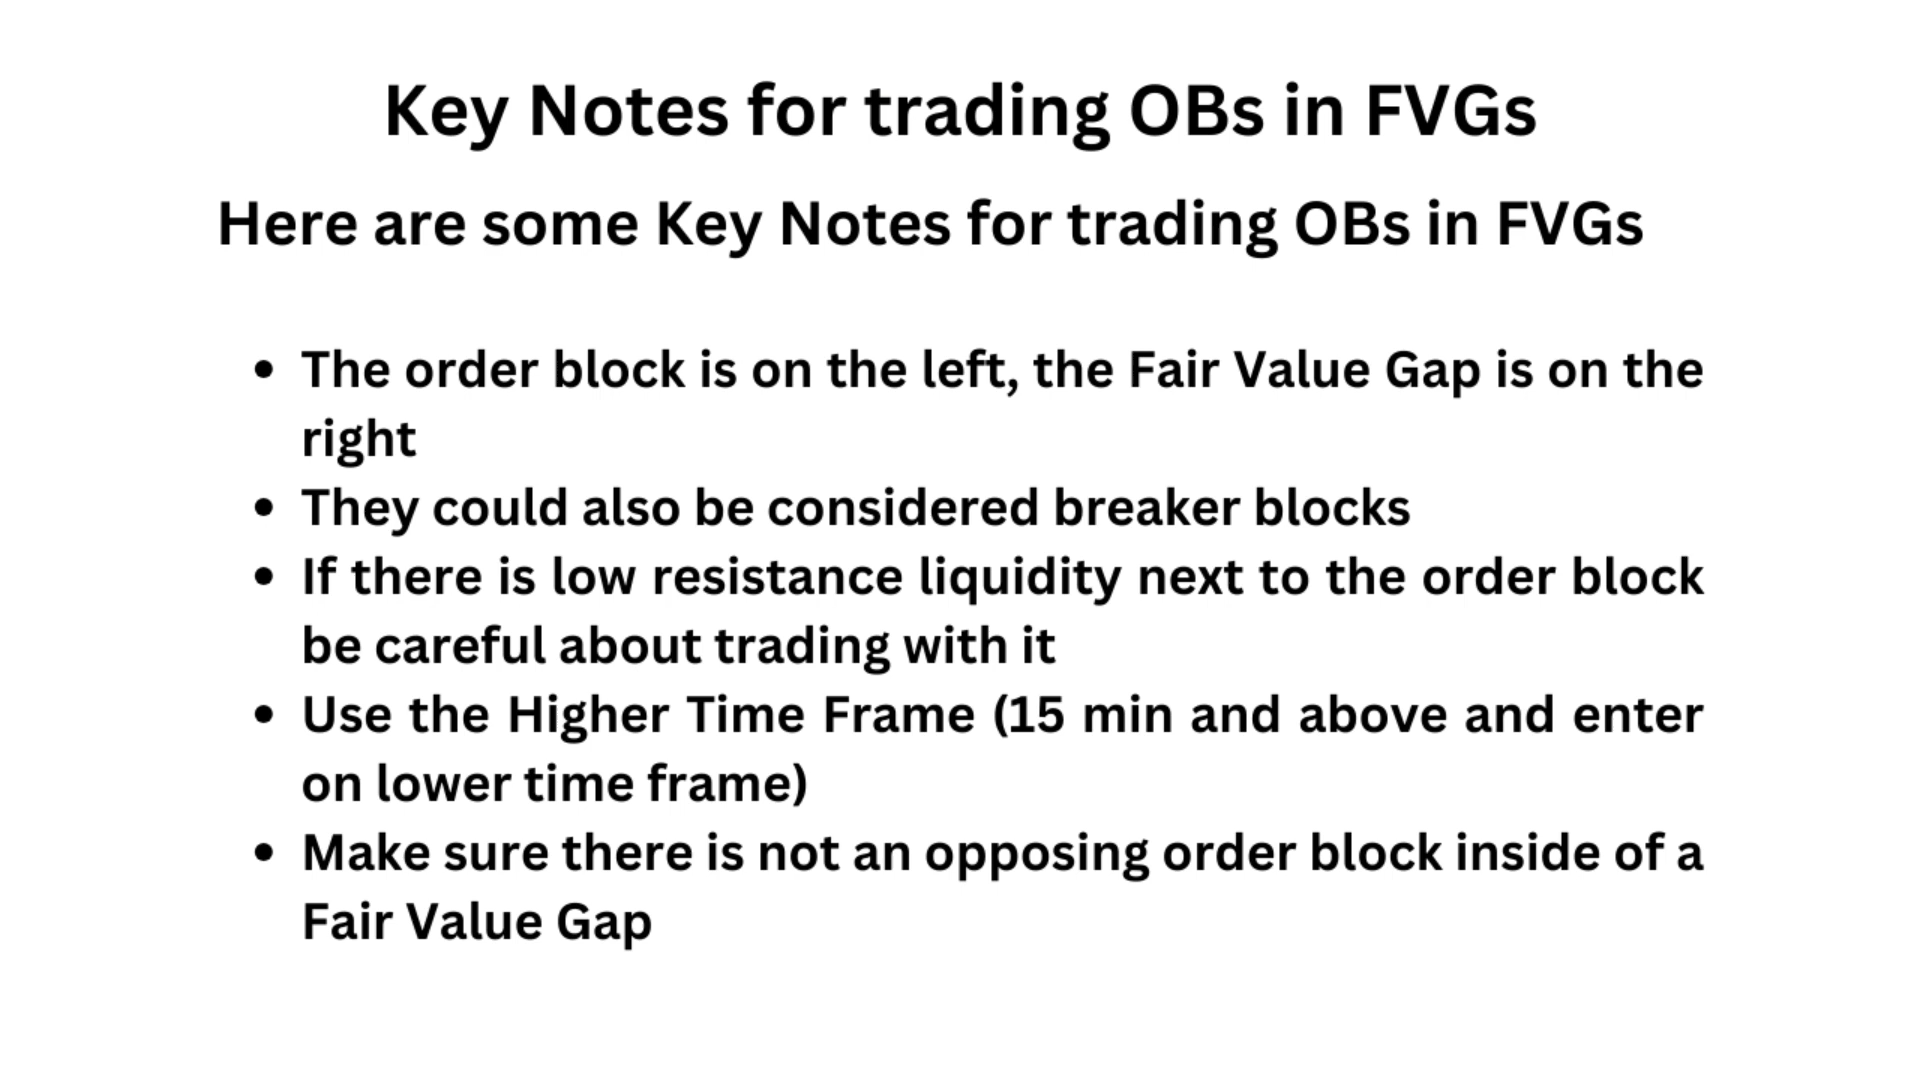 Key Notes for trading OBs in FVGs
Here are some Key Notes for trading OBs in FVGs
• The order block is on the left, the Fair Value Gap is on the
right
• They could also be considered breaker blocks
• If there is low resistance liquidity next to the order block
be careful about trading with it
• Use the Higher Time Frame (15 min and above and enter
on lower time frame)
• Make sure there is not an opposing order block inside of a
Fair Value Gap